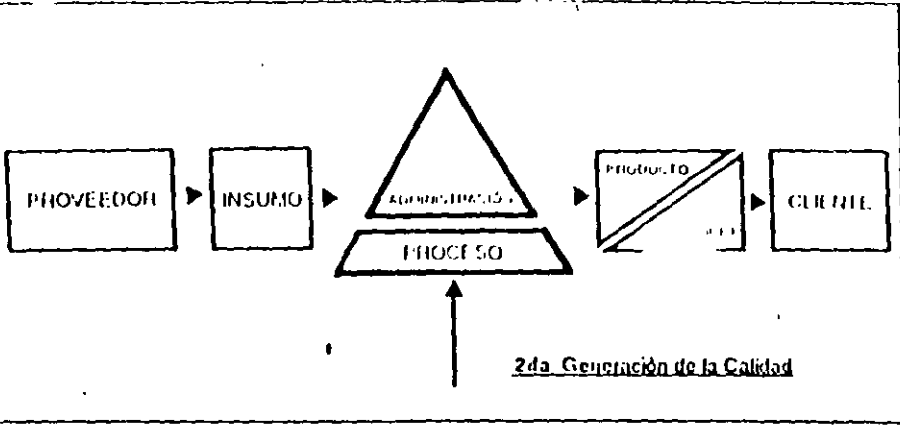 PROVEEDOR
INSUMO
ADMINISTRACIÓN
PROCESO
PRODUCTO
CLIENTE
2da Generación de la Calidad